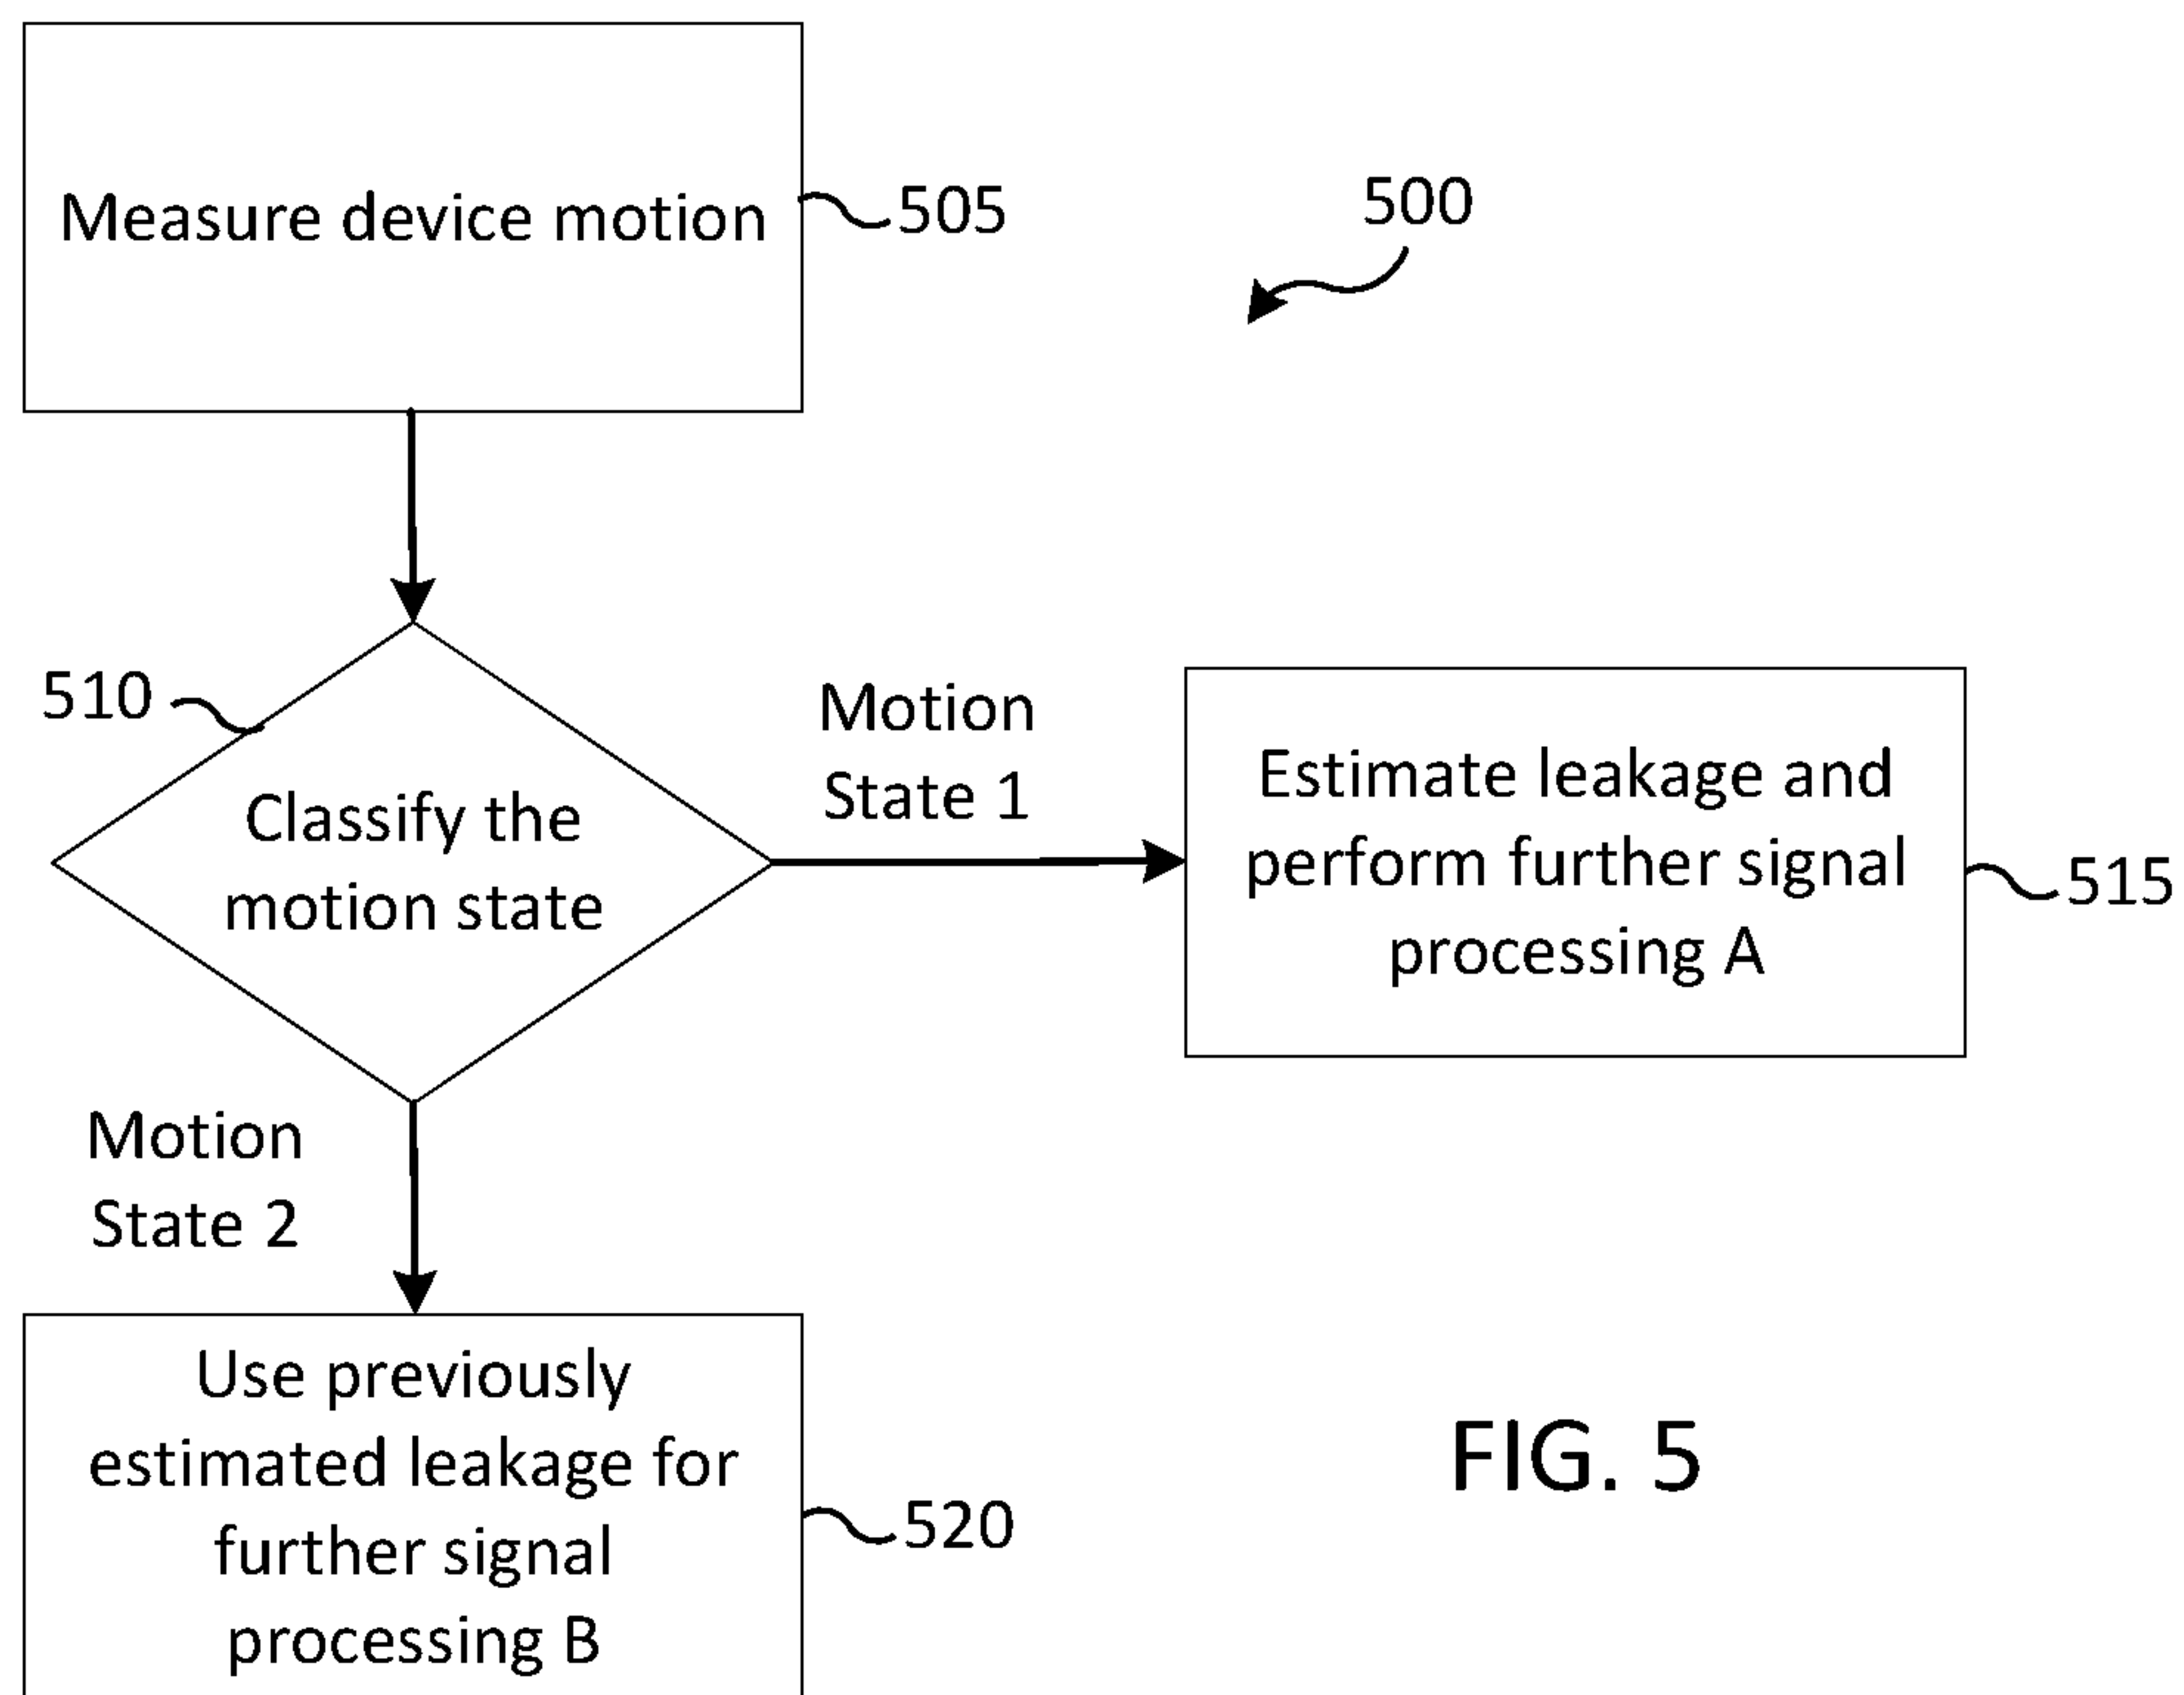 Measure device motion
505
500
510
Classify the
motion state
Motion
State 1
Estimate leakage and
perform further signal
processing A
515
Motion
State 2
Use previously
estimated leakage for
further signal
processing B
520
FIG. 5